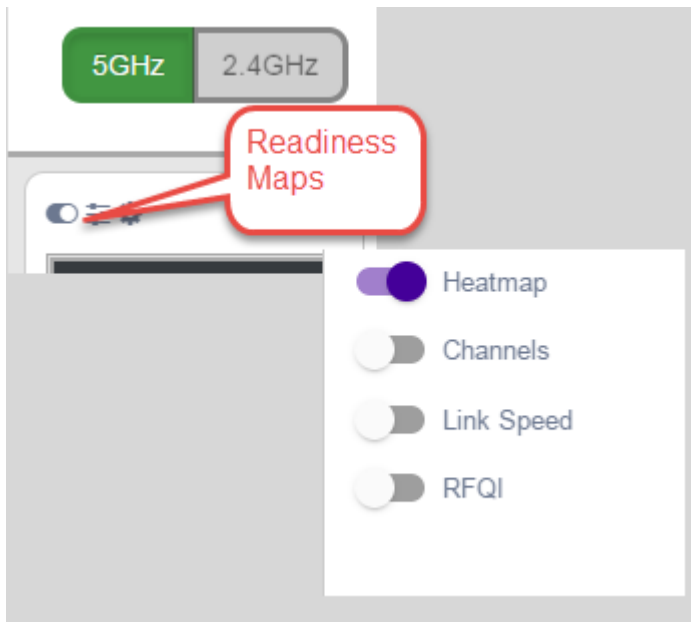 5GHz 2.4GHz
Readiness
Maps
Heatmap
Channels
Link Speed
RFQI